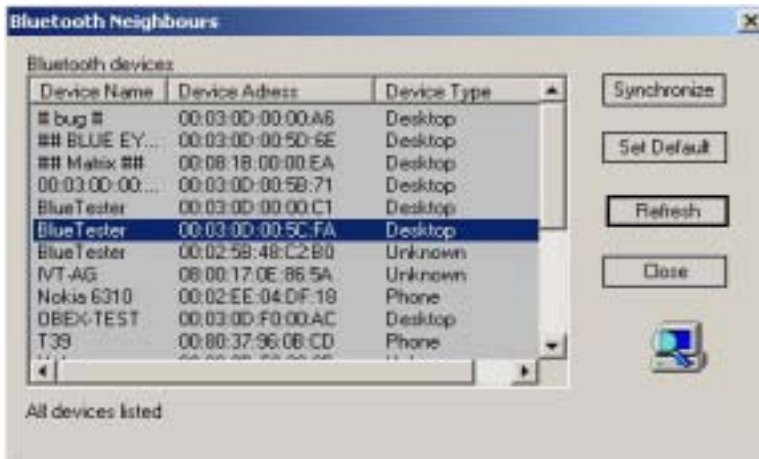 Bluetooth Neighbours
Bluetooth devices
Device Name Device Adress Device Type
# bug # 00:03:0D:00:00:A6 Desktop
## BLUE EY... 00:03:0D:00:5D:6E Desktop
## Matrix ## 00:08:1B:00:00:EA Desktop
00:03:0D:00:... 00:03:0D:00:5B:71 Desktop
BlueTester 00:03:0D:00:00:C1 Desktop
BlueTester 00:03:0D:00:5C:FA Desktop
BlueTester 00:02:5B:48:C2:B0 Unknown
IVT-AG 08:00:17:0E:86:5A Unknown
Nokia 6310 00:02:EE:04:DF:18 Phone
OBEX-TEST 00:03:0D:F0:00:AC Desktop
T39 00:80:37:96:0B:CD Phone
Synchronize
Set Default
Refresh
Close
All devices listed